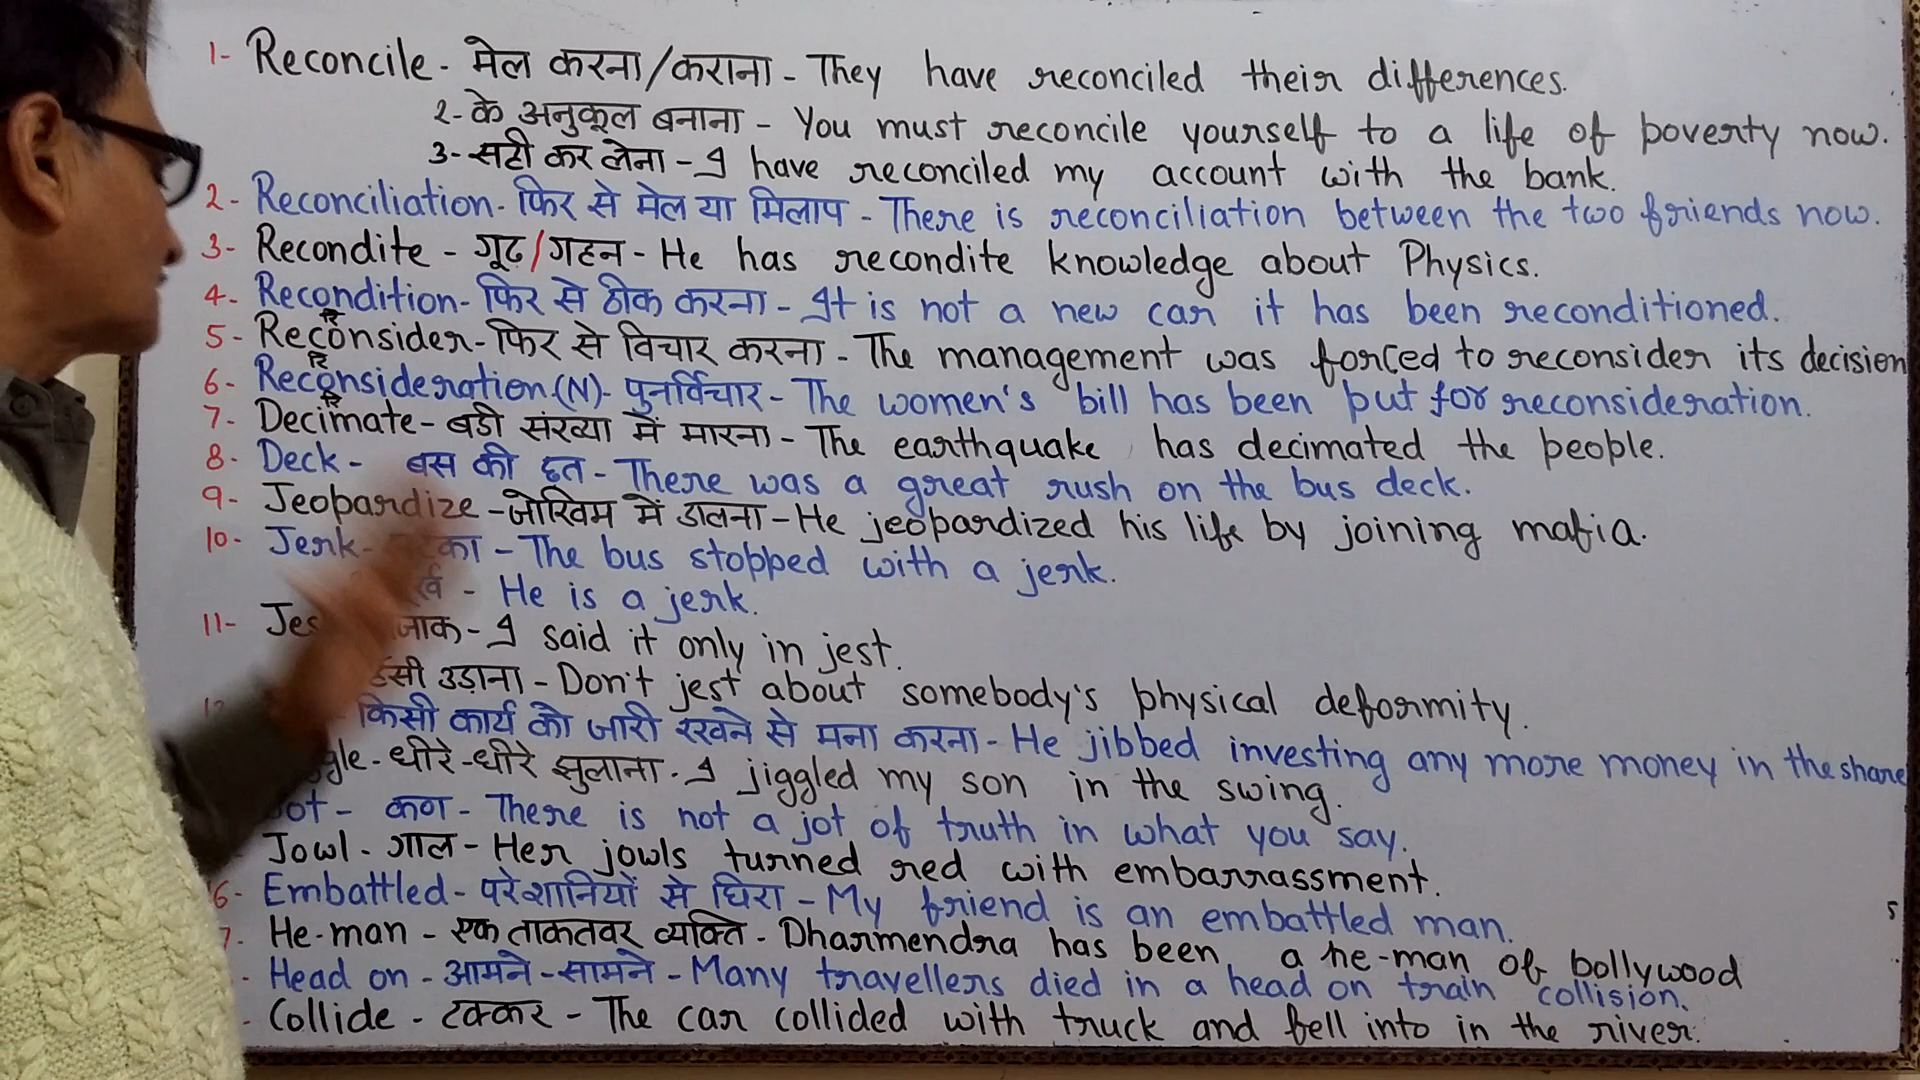 1- Reconcile - मेल करना/कराना - They have reconciled their differences.
2- के अनुकूल बनाना - You must reconcile yourself to a life of poverty now.
3- सही कर लेना - I have reconciled my account with the bank.
2- Reconciliation - फिर से मेल या मिलाप - There is reconciliation between the two friends now.
3- Recondite - गूढ़/गहन - He has recondite knowledge about Physics.
4- Recondition - फिर से ठीक करना - It is not a new car it has been reconditioned.
रि
5- Reconsider - फिर से विचार करना - The management was forced to reconsider its decision
रि
6- Reconsideration (N) - पुनर्विचार - The women's bill has been put for reconsideration.
रि
7- Decimate - बडी संख्या में मारना - The earthquake has decimated the people.
8- Deck - बस की छत - There was a great rush on the bus deck.
9- Jeopardize - जोखिम में डालना - He jeopardized his life by joining mafia.
10- Jerk - का - The bus stopped with a jerk.
र्ख - He is a jerk.
11- Jes जाक - I said it only in jest.
हंसी उड़ाना - Don't jest about somebody's physical deformity.
किसी कार्य को जारी रखने से मना करना - He jibbed investing any more money in the share
gle - धीरे-धीरे झुलाना - I jiggled my son in the swing.
ot - कण - There is not a jot of truth in what you say.
Jowl - गाल - Her jowls turned red with embarrassment.
6- Embattled - परेशानियों से घिरा - My friend is an embattled man.
7- He-man - एक ताकतवर व्यक्ति - Dharmendra has been a he-man of bollywood
- Head on - आमने-सामने - Many travellers died in a head on train collision.
- Collide - टक्कर - The car collided with truck and fell into in the river.
5